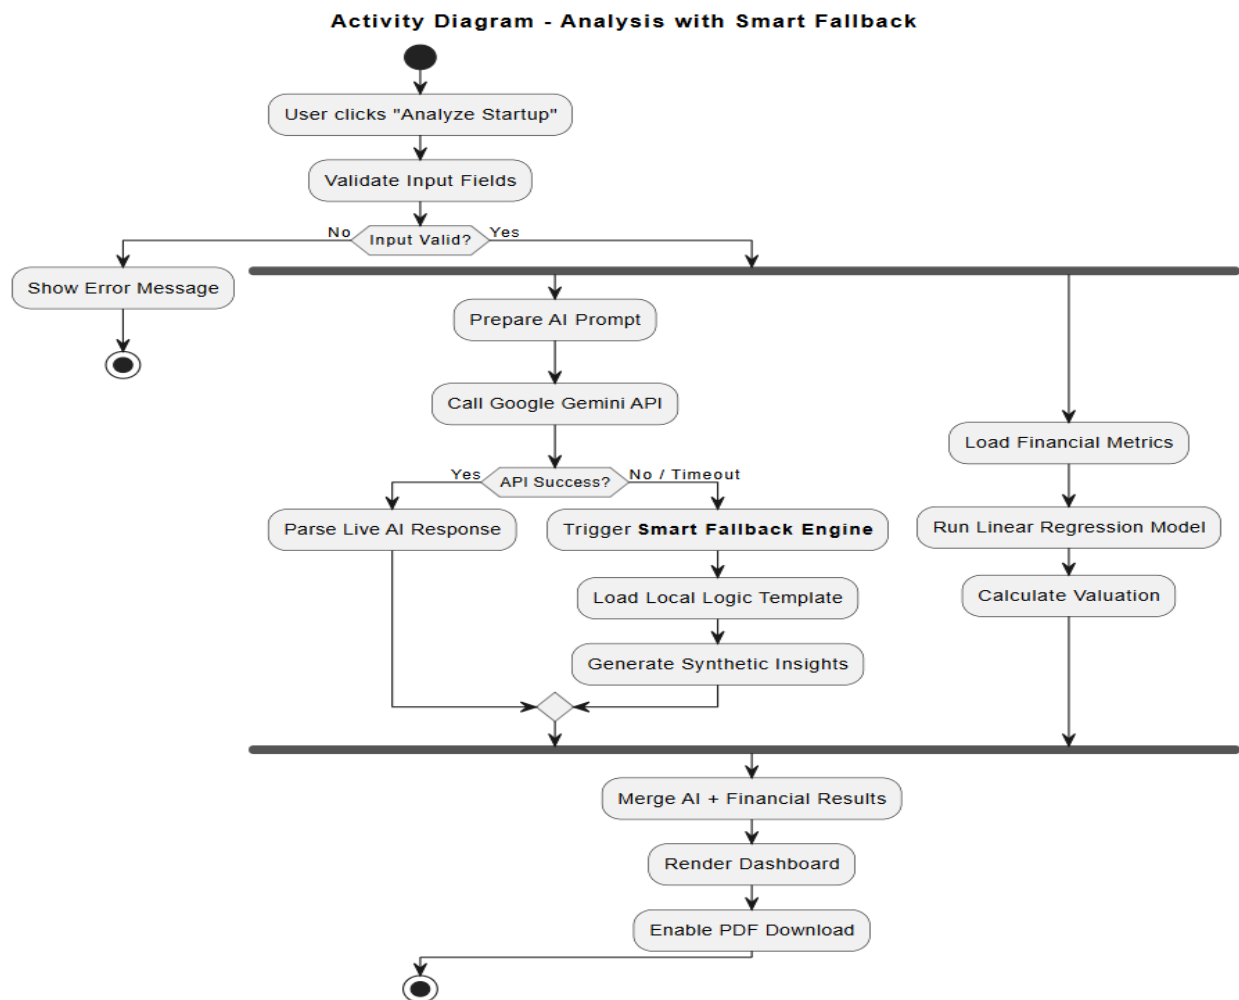 Activity Diagram - Analysis with Smart Fallback
User clicks "Analyze Startup"
Validate Input Fields
No
Input Valid?
Yes
Show Error Message
Prepare AI Prompt
Call Google Gemini API
Yes
API Success?
No / Timeout
Parse Live AI Response
Trigger Smart Fallback Engine
Load Local Logic Template
Generate Synthetic Insights
Load Financial Metrics
Run Linear Regression Model
Calculate Valuation
Merge AI + Financial Results
Render Dashboard
Enable PDF Download